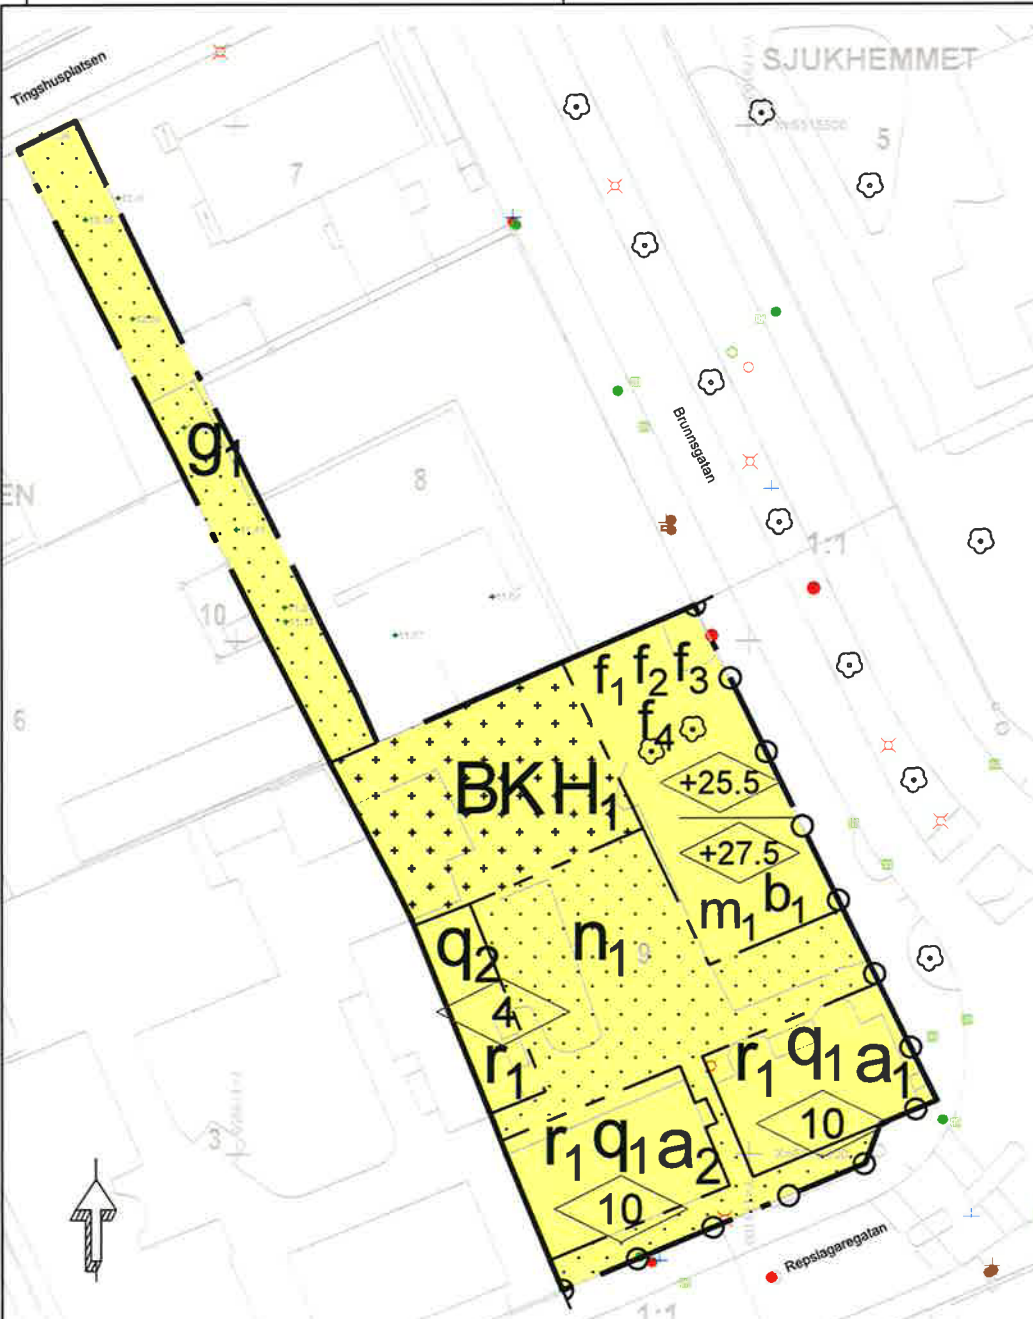 Tingshusplatsen
SJUKHEMMET
5
7
g1
Brunnsgatan
8
EN
1:1
10
f1 f2 f3
f4
6
BKH1
+25.5
+27.5
m1 b1
q2
n1
9
4
r1
r1 q1 a1
10
r1 q1 a2
10
3
Repslagaregatan
1:1